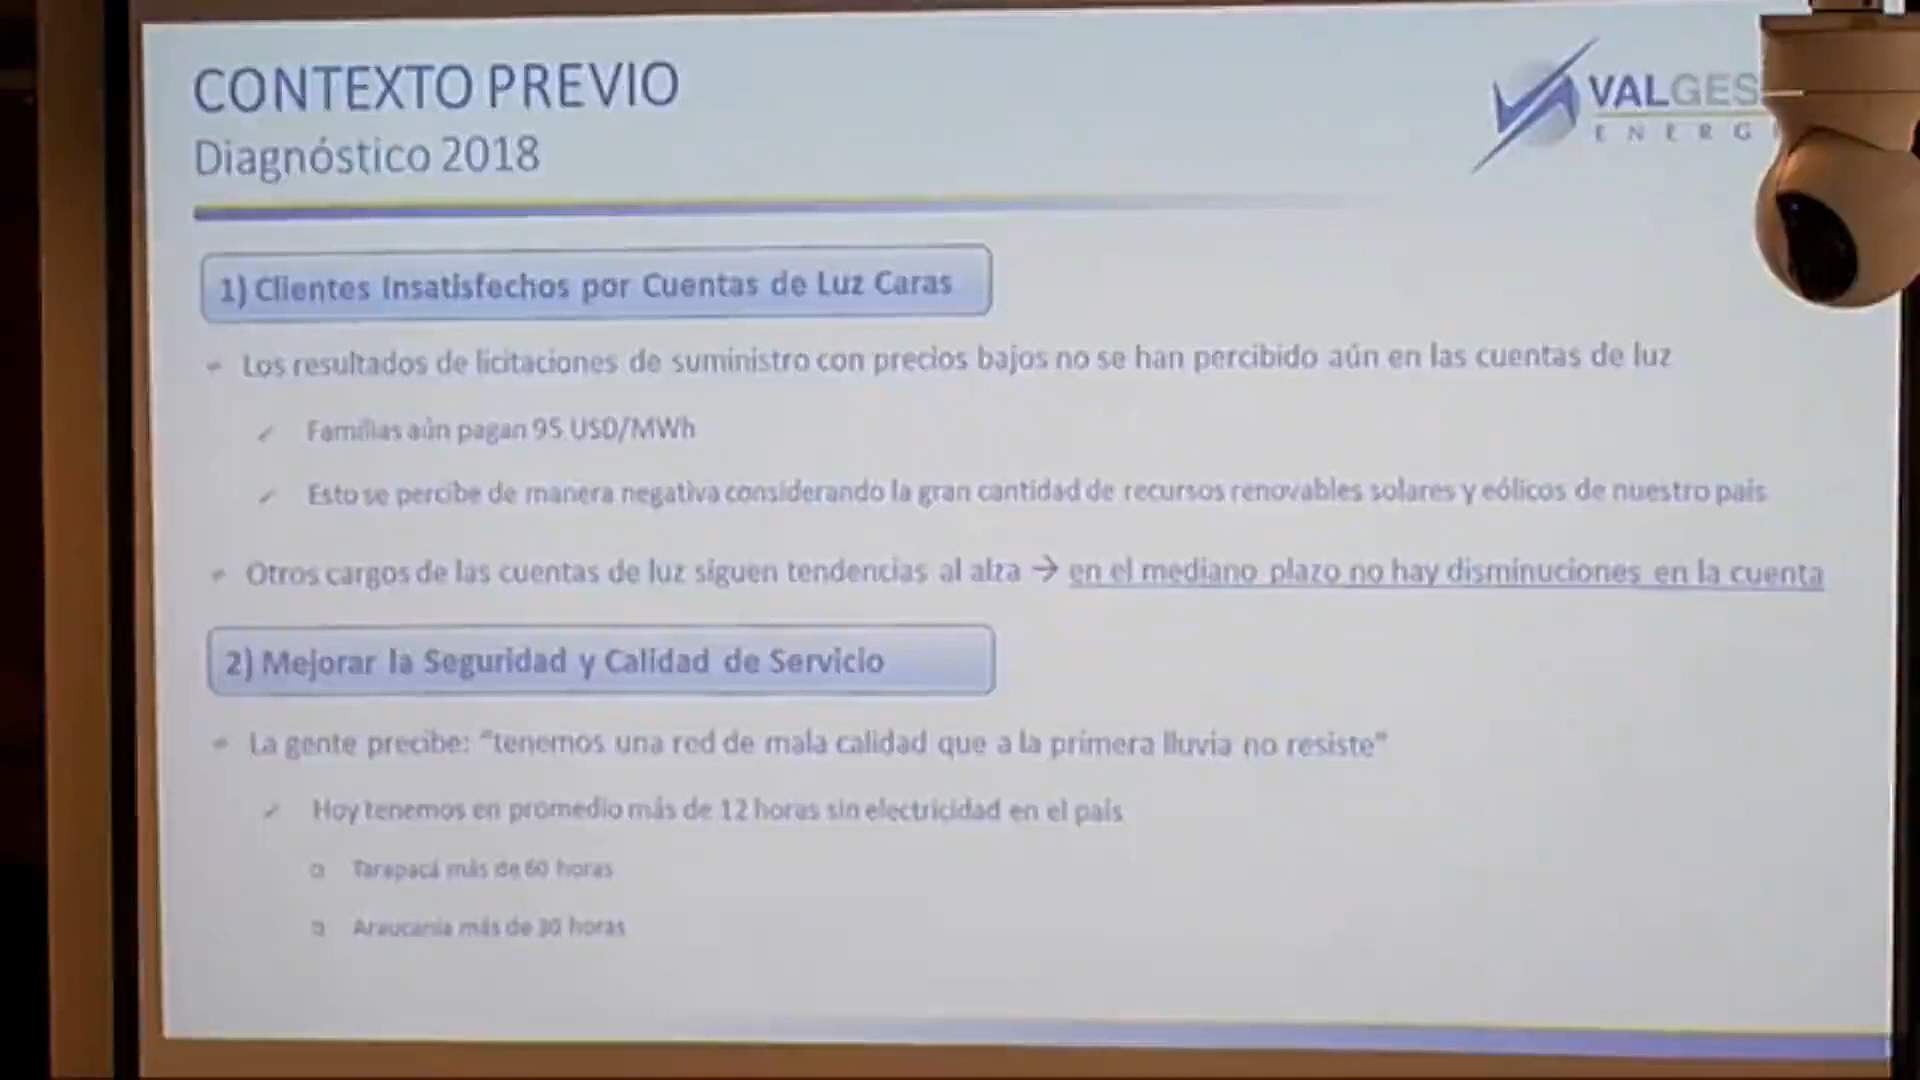 CONTEXTO PREVIO
Diagnóstico 2018
VALGES
ENERG
1) Clientes Insatisfechos por Cuentas de Luz Caras
Los resultados de licitaciones de suministro con precios bajos no se han percibido aún en las cuentas de luz
✓ Familias aún pagan 95 USD/MWh
✓ Esto se percibe de manera negativa considerando la gran cantidad de recursos renovables solares y eólicos de nuestro país
Otros cargos de las cuentas de luz siguen tendencias al alza → en el mediano plazo no hay disminuciones en la cuenta
2) Mejorar la Seguridad y Calidad de Servicio
La gente precibe: "tenemos una red de mala calidad que a la primera lluvia no resiste"
✓ Hoy tenemos en promedio más de 12 horas sin electricidad en el país
Tarapacá más de 60 horas
Araucanía más de 30 horas